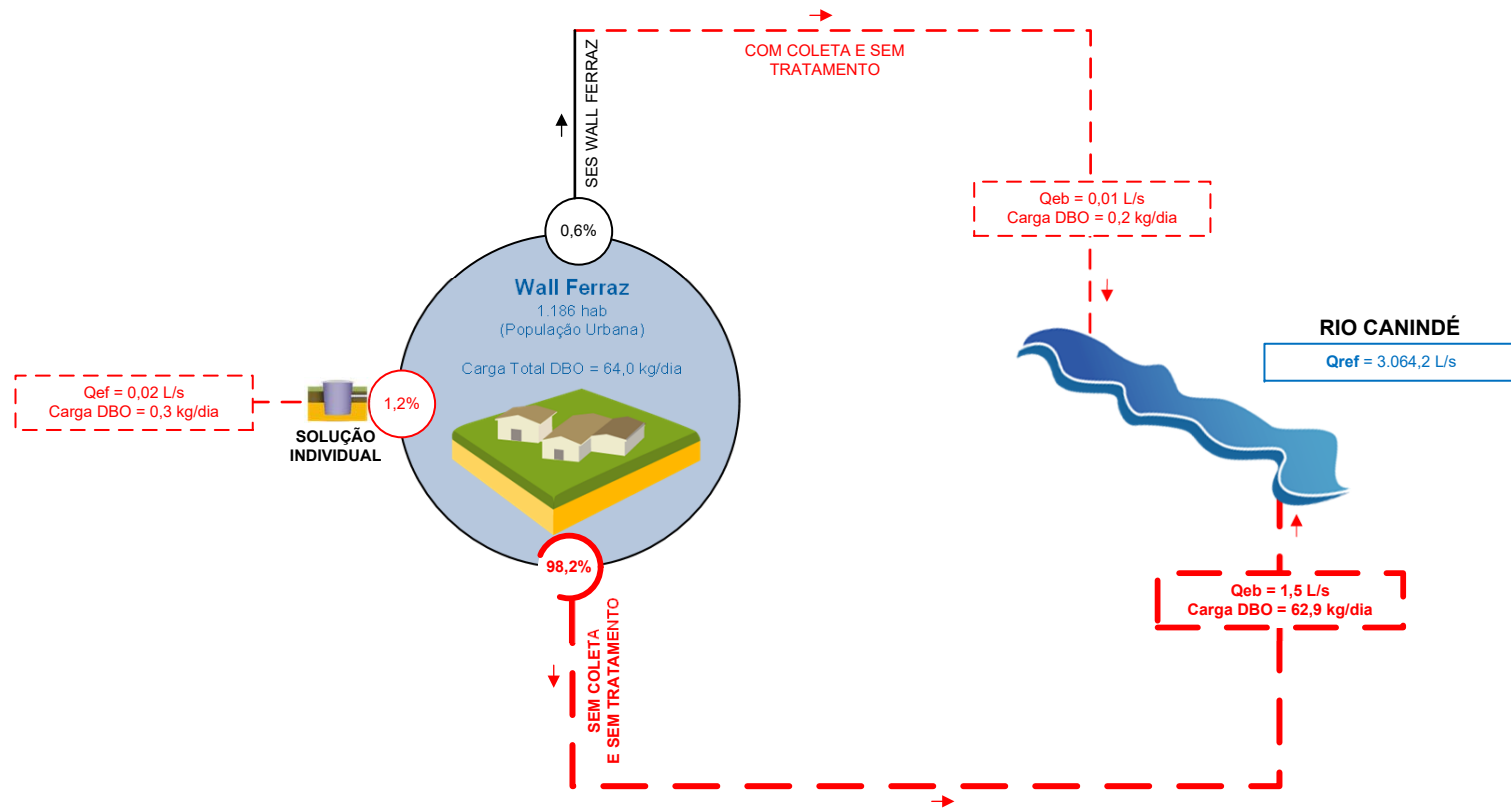 COM COLETA E SEM
TRATAMENTO
SES WALL FERRAZ
Qeb = 0,01 L/s
Carga DBO = 0,2 kg/dia
0,6%
Wall Ferraz
1.186 hab
(População Urbana)
Carga Total DBO = 64,0 kg/dia
RIO CANINDÉ
Qref = 3.064,2 L/s
Qef = 0,02 L/s
Carga DBO = 0,3 kg/dia
1,2%
SOLUÇÃO
INDIVIDUAL
98,2%
SEM COLETA
E SEM TRATAMENTO
Qeb = 1,5 L/s
Carga DBO = 62,9 kg/dia